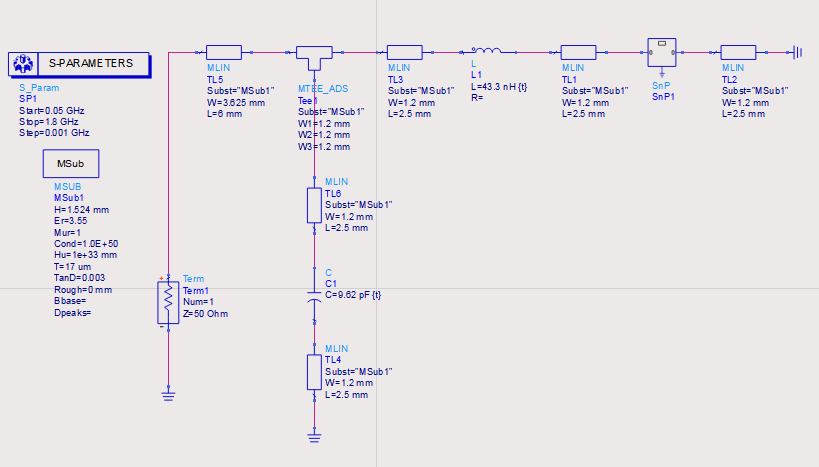 S-PARAMETERS
S_Param
SP1
Start=0.05 GHz
Stop=1.8 GHz
Step=0.001 GHz
MSub
MSUB
MSub1
H=1.524 mm
Er=3.55
Mur=1
Cond=1.0E+50
Hu=1e+33 mm
T=17 um
TanD=0.003
Rough=0 mm
Bbase=
Dpeaks=
MLIN
TL5
Subst="MSub1"
W=3.625 mm
L=6 mm
MTEE_ADS
Tee1
Subst="MSub1"
W1=1.2 mm
W2=1.2 mm
W3=1.2 mm
MLIN
TL3
Subst="MSub1"
W=1.2 mm
L=2.5 mm
L
L1
L=43.3 nH {t}
R=
MLIN
TL1
Subst="MSub1"
W=1.2 mm
L=2.5 mm
SnP
SnP1
MLIN
TL2
Subst="MSub1"
W=1.2 mm
L=2.5 mm
MLIN
TL6
Subst="MSub1"
W=1.2 mm
L=2.5 mm
Term
Term1
Num=1
Z=50 Ohm
C
C1
C=9.62 pF {t}
MLIN
TL4
Subst="MSub1"
W=1.2 mm
L=2.5 mm